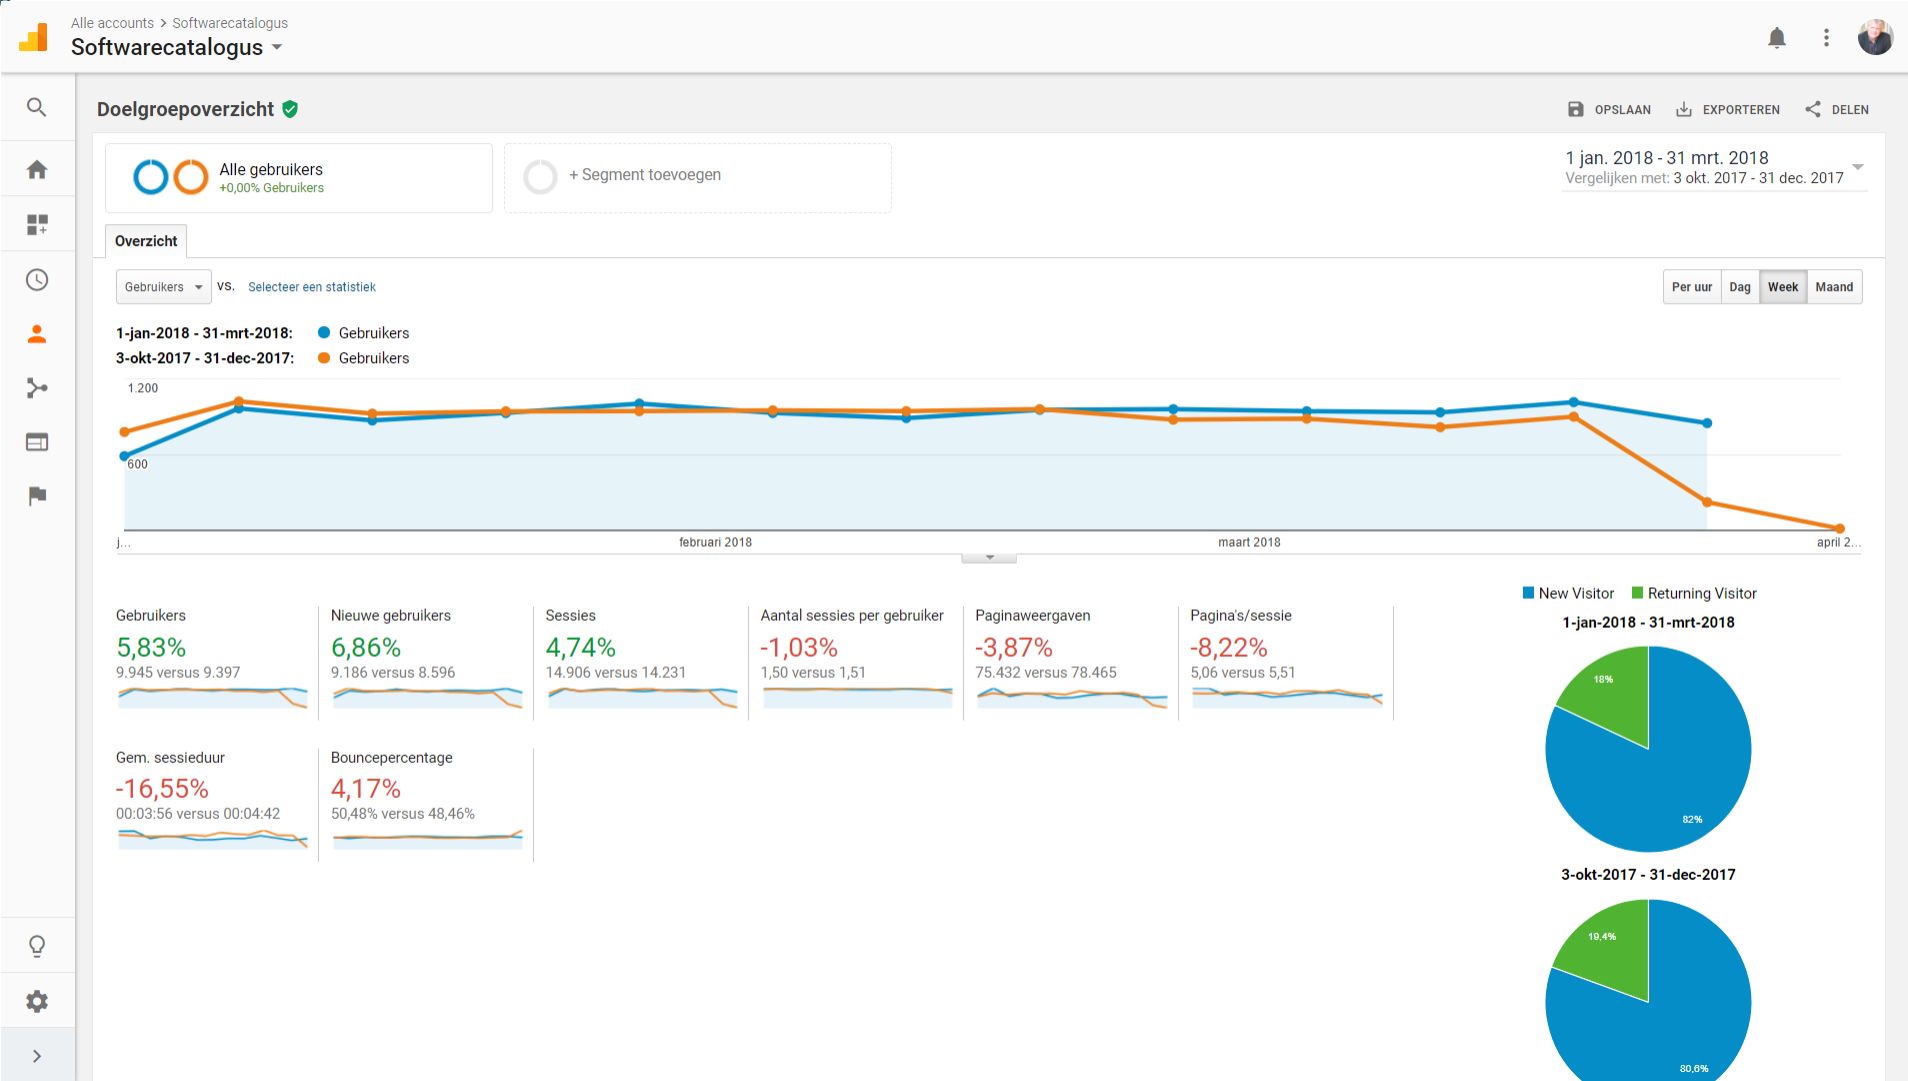 Alle accounts > Softwarecatalogus
Softwarecatalogus
Doelgroepoverzicht
OPSLAAN EXPORTEREN DELEN
Alle gebruikers
+0,00% Gebruikers
+ Segment toevoegen
1 jan. 2018 - 31 mrt. 2018
Vergelijken met: 3 okt. 2017 - 31 dec. 2017
Overzicht
Gebruikers VS. Selecteer een statistiek
Per uur Dag Week Maand
1-jan-2018 - 31-mrt-2018: Gebruikers
3-okt-2017 - 31-dec-2017: Gebruikers
1.200
600
j... februari 2018 maart 2018 april 2...
New Visitor Returning Visitor
1-jan-2018 - 31-mrt-2018
18%
82%
3-okt-2017 - 31-dec-2017
19,4%
80,6%
Gebruikers
5,83%
9.945 versus 9.397
Nieuwe gebruikers
6,86%
9.186 versus 8.596
Sessies
4,74%
14.906 versus 14.231
Aantal sessies per gebruiker
-1,03%
1,50 versus 1,51
Paginaweergaven
-3,87%
75.432 versus 78.465
Pagina's/sessie
-8,22%
5,06 versus 5,51
Gem. sessieduur
-16,55%
00:03:56 versus 00:04:42
Bouncepercentage
4,17%
50,48% versus 48,46%